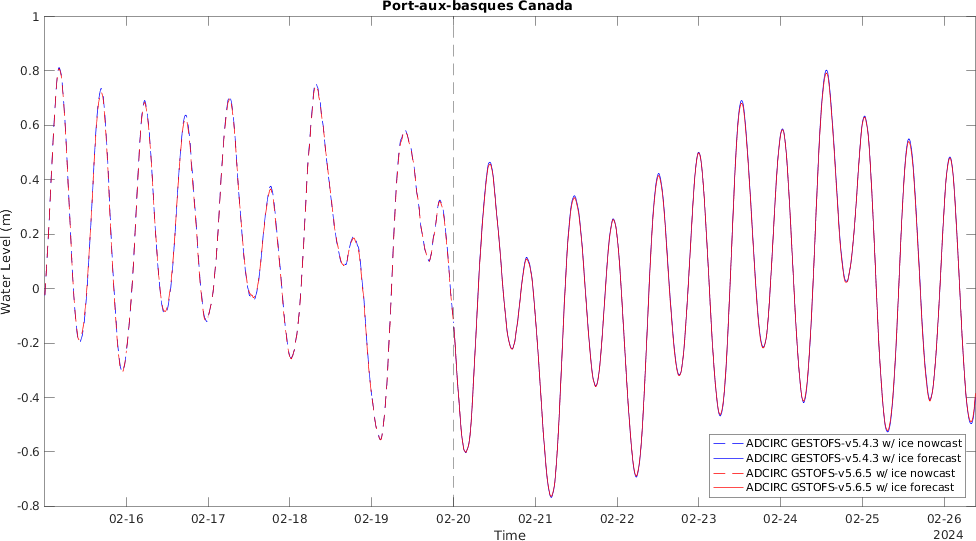 Port-aux-basques Canada
1
0.8
0.6
0.4
0.2
0
-0.2
-0.4
-0.6
-0.8
Water Level (m)
ADCIRC GESTOFS-v5.4.3 w/ ice nowcast
ADCIRC GESTOFS-v5.4.3 w/ ice forecast
ADCIRC GSTOFS-v5.6.5 w/ ice nowcast
ADCIRC GSTOFS-v5.6.5 w/ ice forecast
02-16 02-17 02-18 02-19 02-20 02-21 02-22 02-23 02-24 02-25 02-26
Time
2024